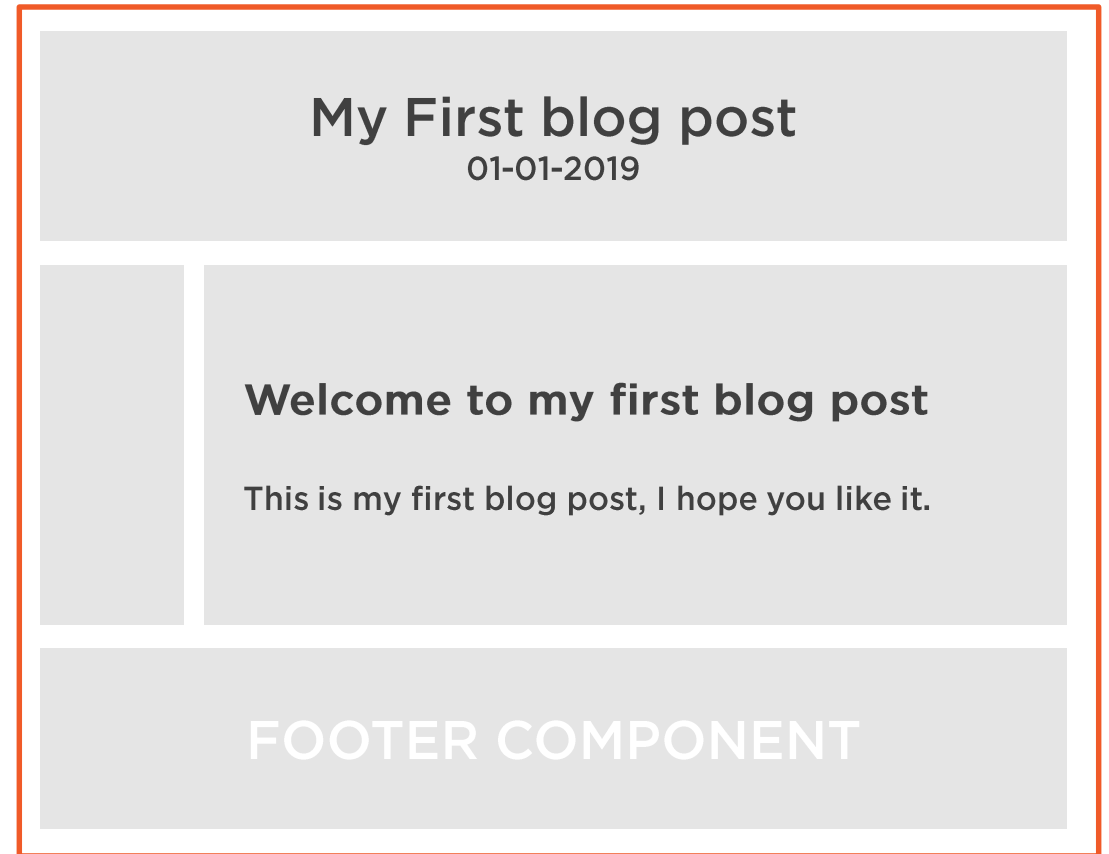 My First blog post
01-01-2019
Welcome to my first blog post
This is my first blog post, I hope you like it.
FOOTER COMPONENT